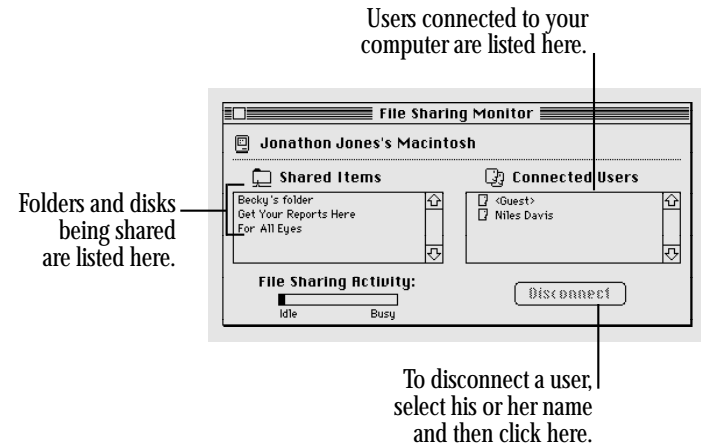 Users connected to your
computer are listed here.
File Sharing Monitor
Jonathon Jones's Macintosh
Shared Items
Connected Users
Folders and disks
being shared
are listed here.
Becky's folder
Get Your Reports Here
For All Eyes
<Guest>
Niles Davis
File Sharing Activity:
Idle Busy
Disconnect
To disconnect a user,
select his or her name
and then click here.